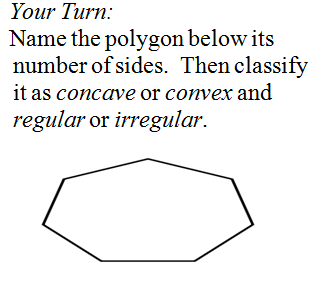 Your Turn:
Name the polygon below its
number of sides. Then classify
it as concave or convex and
regular or irregular.